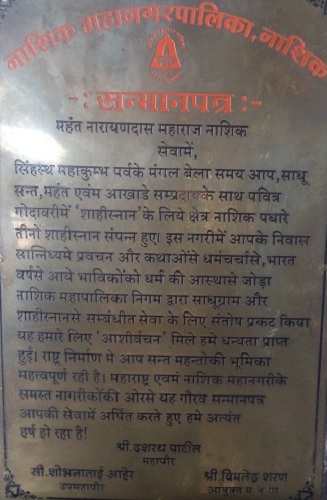 नाशिक महानगरपालिका, नाशिक
-: सन्मानपत्र :-
महंत नारायणदास महाराज नाशिक
सेवामें,
सिंहस्थ महाकुम्भ पर्वके मंगल बेला समय आप, साधू
सन्त, महंत एवंम आखाडे सम्प्रदायके साथ पवित्र
गोदावरीमें 'शाहीस्नान' के लिये क्षेत्र नाशिक पधारे
तीनो शाहीस्नान संपन्न हुए। इस नगरीमें आपके निवास
सान्निध्यमे प्रवचन और कथाओंसे धर्मचर्चासे, भारत
वर्षसे आये भाविकोंको धर्म की आस्थासे जोड़ा
नाशिक महापालिका निगम द्वारा साधूग्राम और
शाहीस्नानसे सम्बंधीत सेवा के लिए संतोष प्रकट किया
यह हमारे लिए 'आशीर्वचन' मिले हमे धन्यता प्राप्त
हुई। राष्ट्र निर्माण में आप सन्त महन्तोकी भूमिका
महत्वपूर्ण रही है। महाराष्ट्र एवमं नाशिक महानगरीके
समस्त नागरीकोंकी ओरसे यह गौरव सन्मानपत्र
आपकी सेवामें अर्पित करते हुए हमे अत्यंत
हर्ष हो रहा है!
श्री. दशरथ पाटील
महापौर
सौ. शोभनाताई आहेर
उपमहापौर
श्री. विमलेंद्र शरण
आयुक्त म. न. पा.